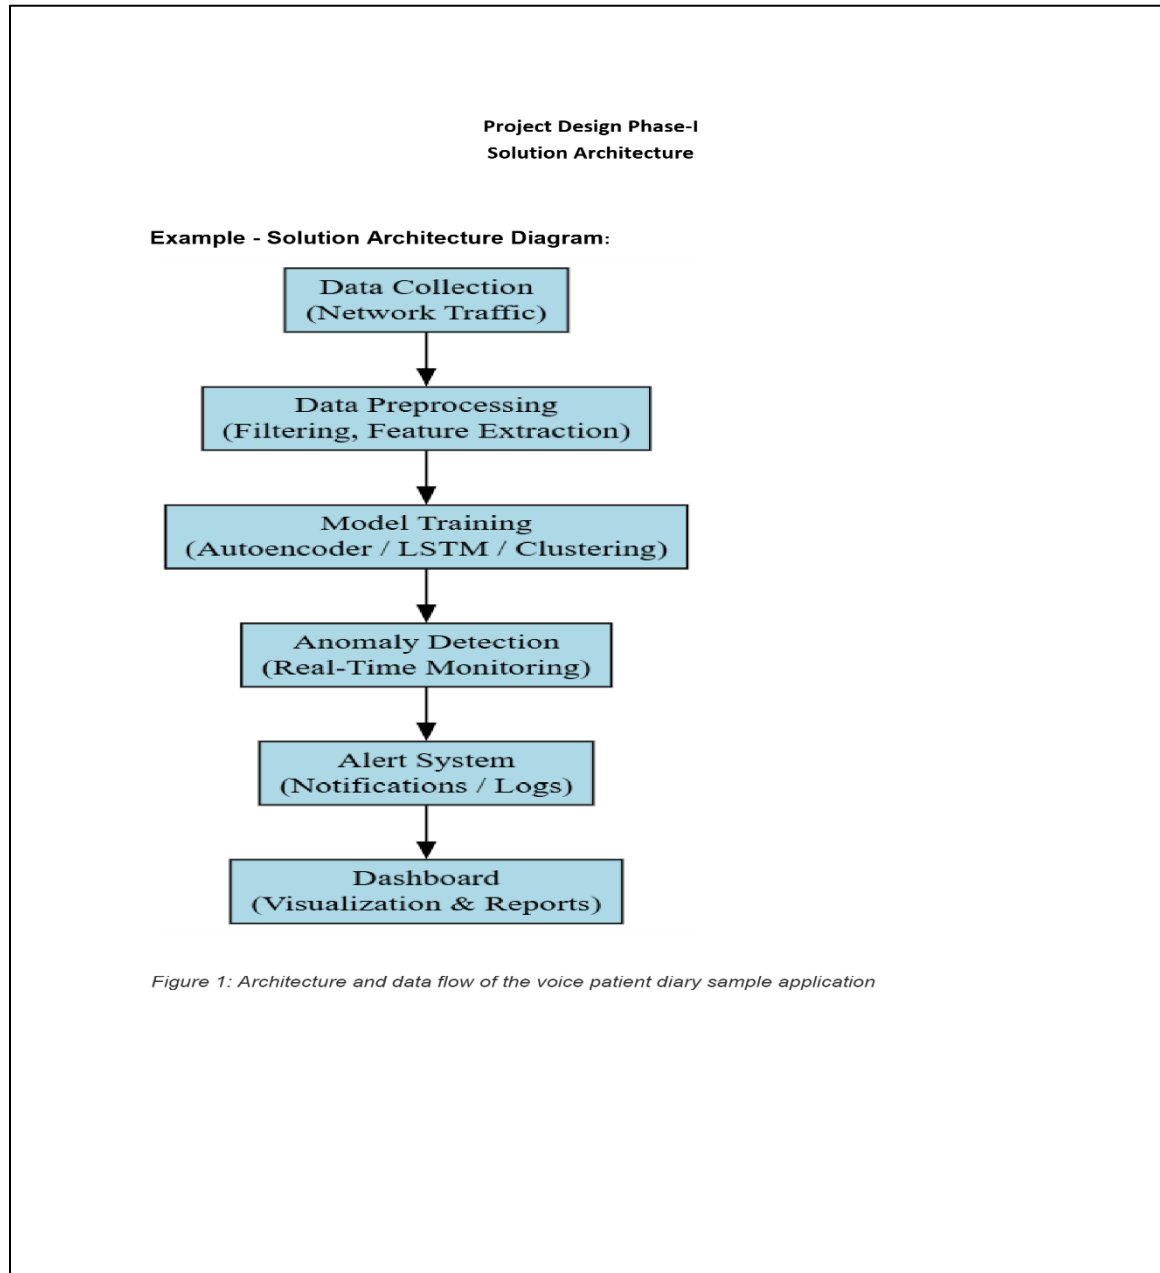 Project Design Phase-I
Solution Architecture
Example - Solution Architecture Diagram:
Data Collection
(Network Traffic)
Data Preprocessing
(Filtering, Feature Extraction)
Model Training
(Autoencoder / LSTM / Clustering)
Anomaly Detection
(Real-Time Monitoring)
Alert System
(Notifications / Logs)
Dashboard
(Visualization & Reports)
Figure 1: Architecture and data flow of the voice patient diary sample application